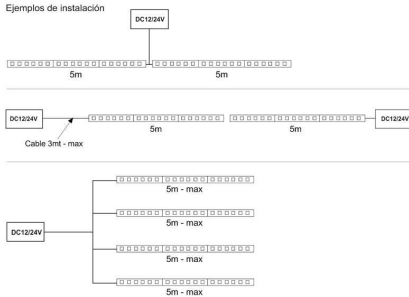 Ejemplos de instalación
DC12/24V
5m
5m
DC12/24V
DC12/24V
5m
5m
Cable 3mt - max
5m - max
5m - max
DC12/24V
5m - max
5m - max